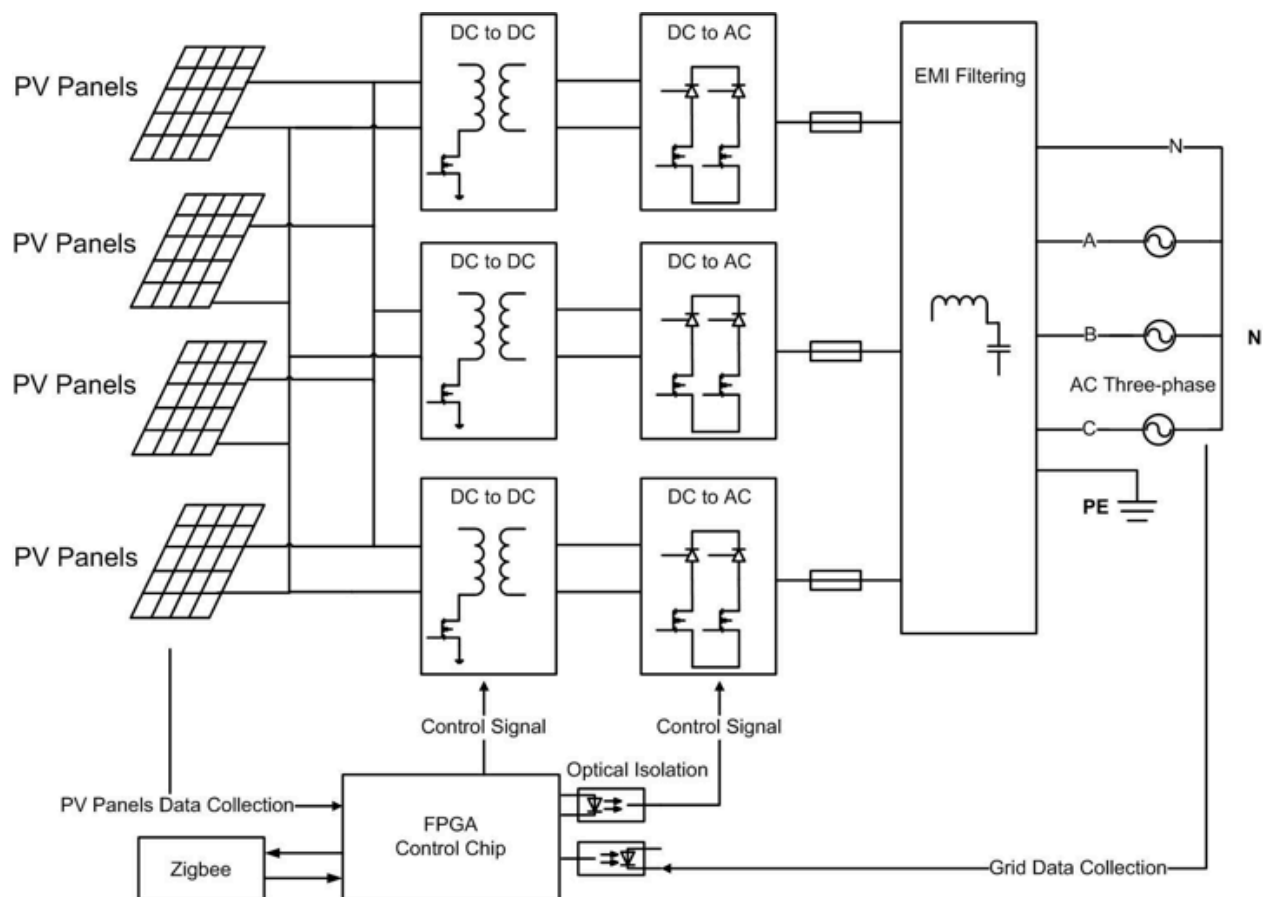 DC to DC
DC to AC
PV Panels
EMI Filtering
N
PV Panels
A
DC to DC
DC to AC
B
N
PV Panels
AC Three-phase
C
DC to DC
DC to AC
PE
PV Panels
Control Signal
Control Signal
Optical Isolation
PV Panels Data Collection
FPGA
Control Chip
Zigbee
Grid Data Collection